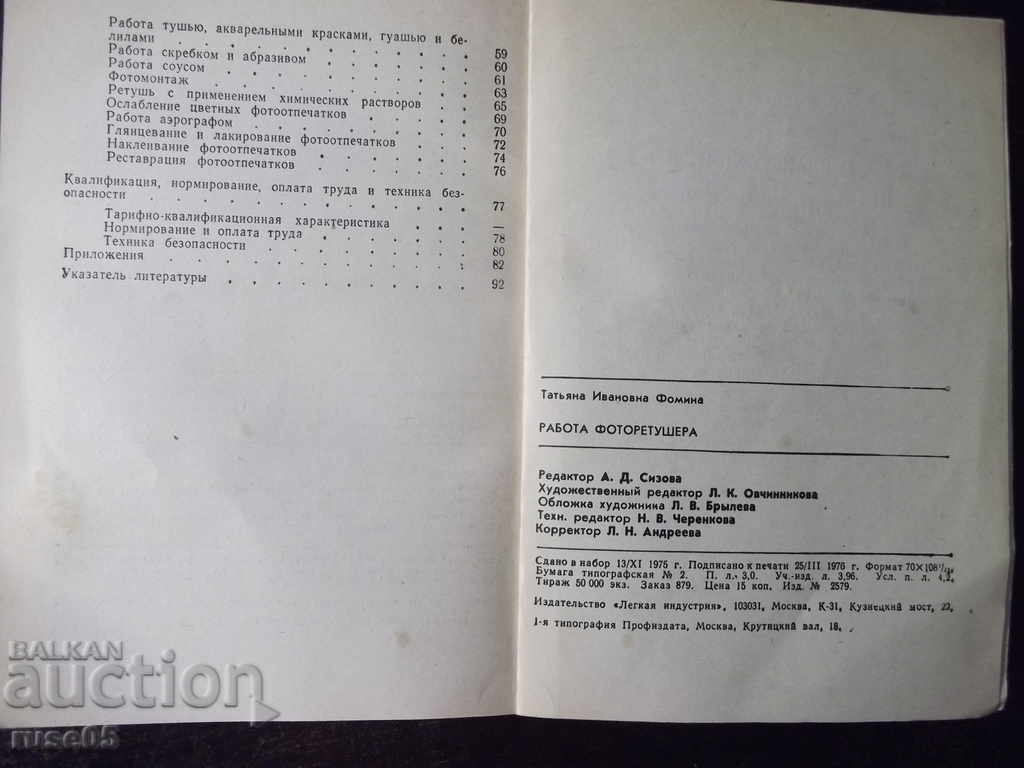 Работа тушью, акварельными красками, гуашью и бе-
лилами . . . . . . . . . . . 59
Работа скребком и абразивом . . . . . 60
Работа соусом . . . . . . . . . 61
Фотомонтаж . . . . . . . . . . 63
Ретушь с применением химических растворов . . 65
Ослабление цветных фотоотпечатков . . . . 69
Работа аэрографом . . . . . . . . 70
Глянцевание и лакирование фотоотпечатков . . 72
Наклеивание фотоотпечатков . . . . . 74
Реставрация фотоотпечатков . . . . . 76
Квалификация, нормирование, оплата труда и техника без-
опасности . . . . . . . . . . . 77
Тарифно-квалификационная характеристика . . . —
Нормирование и оплата труда . . . . . 78
Техника безопасности . . . . . . . 80
Приложения . . . . . . . . . . 82
Указатель литературы . . . . . . . . 92
Татьяна Ивановна Фомина
РАБОТА ФОТОРЕТУШЕРА
Редактор А. Д. Сизова
Художественный редактор Л. К. Овчинникова
Обложка художника Л. В. Брылева
Техн. редактор Н. В. Черенкова
Корректор Л. Н. Андреева
Сдано в набор 13/XI 1975 г. Подписано к печати 25/III 1976 г. Формат 70×108
Бумага типографская № 2. П. л. 3,0. Уч.-изд. л. 3,96. Усл. п. л.
Тираж 50 000 экз. Заказ 879. Цена 15 коп. Изд. № 2579.
Издательство «Легкая индустрия», 103031, Москва, К-31, Кузнецкий мост, 22,
1-я типография Профиздата, Москва, Крутицкий вал, 18.
BALKAN
auction
ruse05